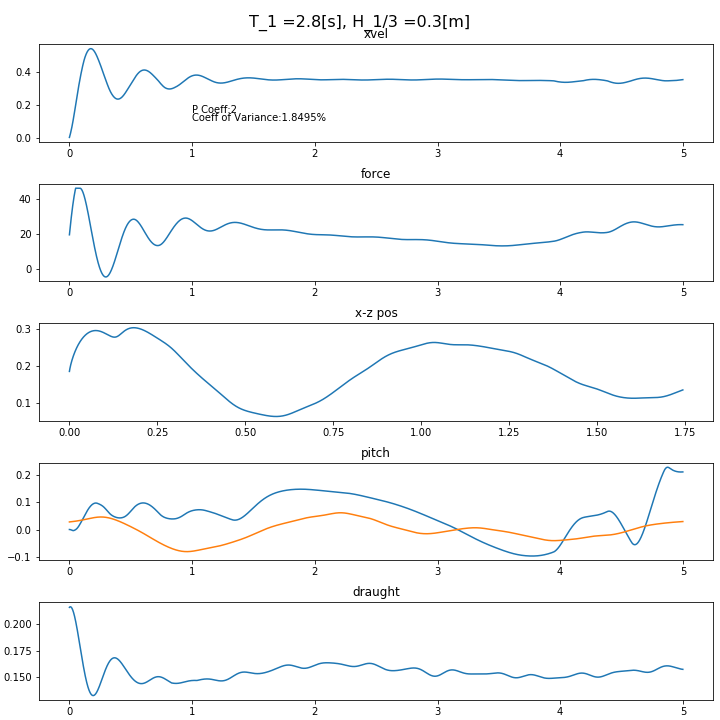 T_1 =2.8[s], H_1/3 =0.3[m]
xvel
0.4
0.2
0.0
P Coeff:2
Coeff of Variance:1.8495%
0 1 2 3 4 5
force
40
20
0
0 1 2 3 4 5
x-z pos
0.3
0.2
0.1
0.00 0.25 0.50 0.75 1.00 1.25 1.50 1.75
pitch
0.2
0.1
0.0
−0.1
0 1 2 3 4 5
draught
0.200
0.175
0.150
0 1 2 3 4 5